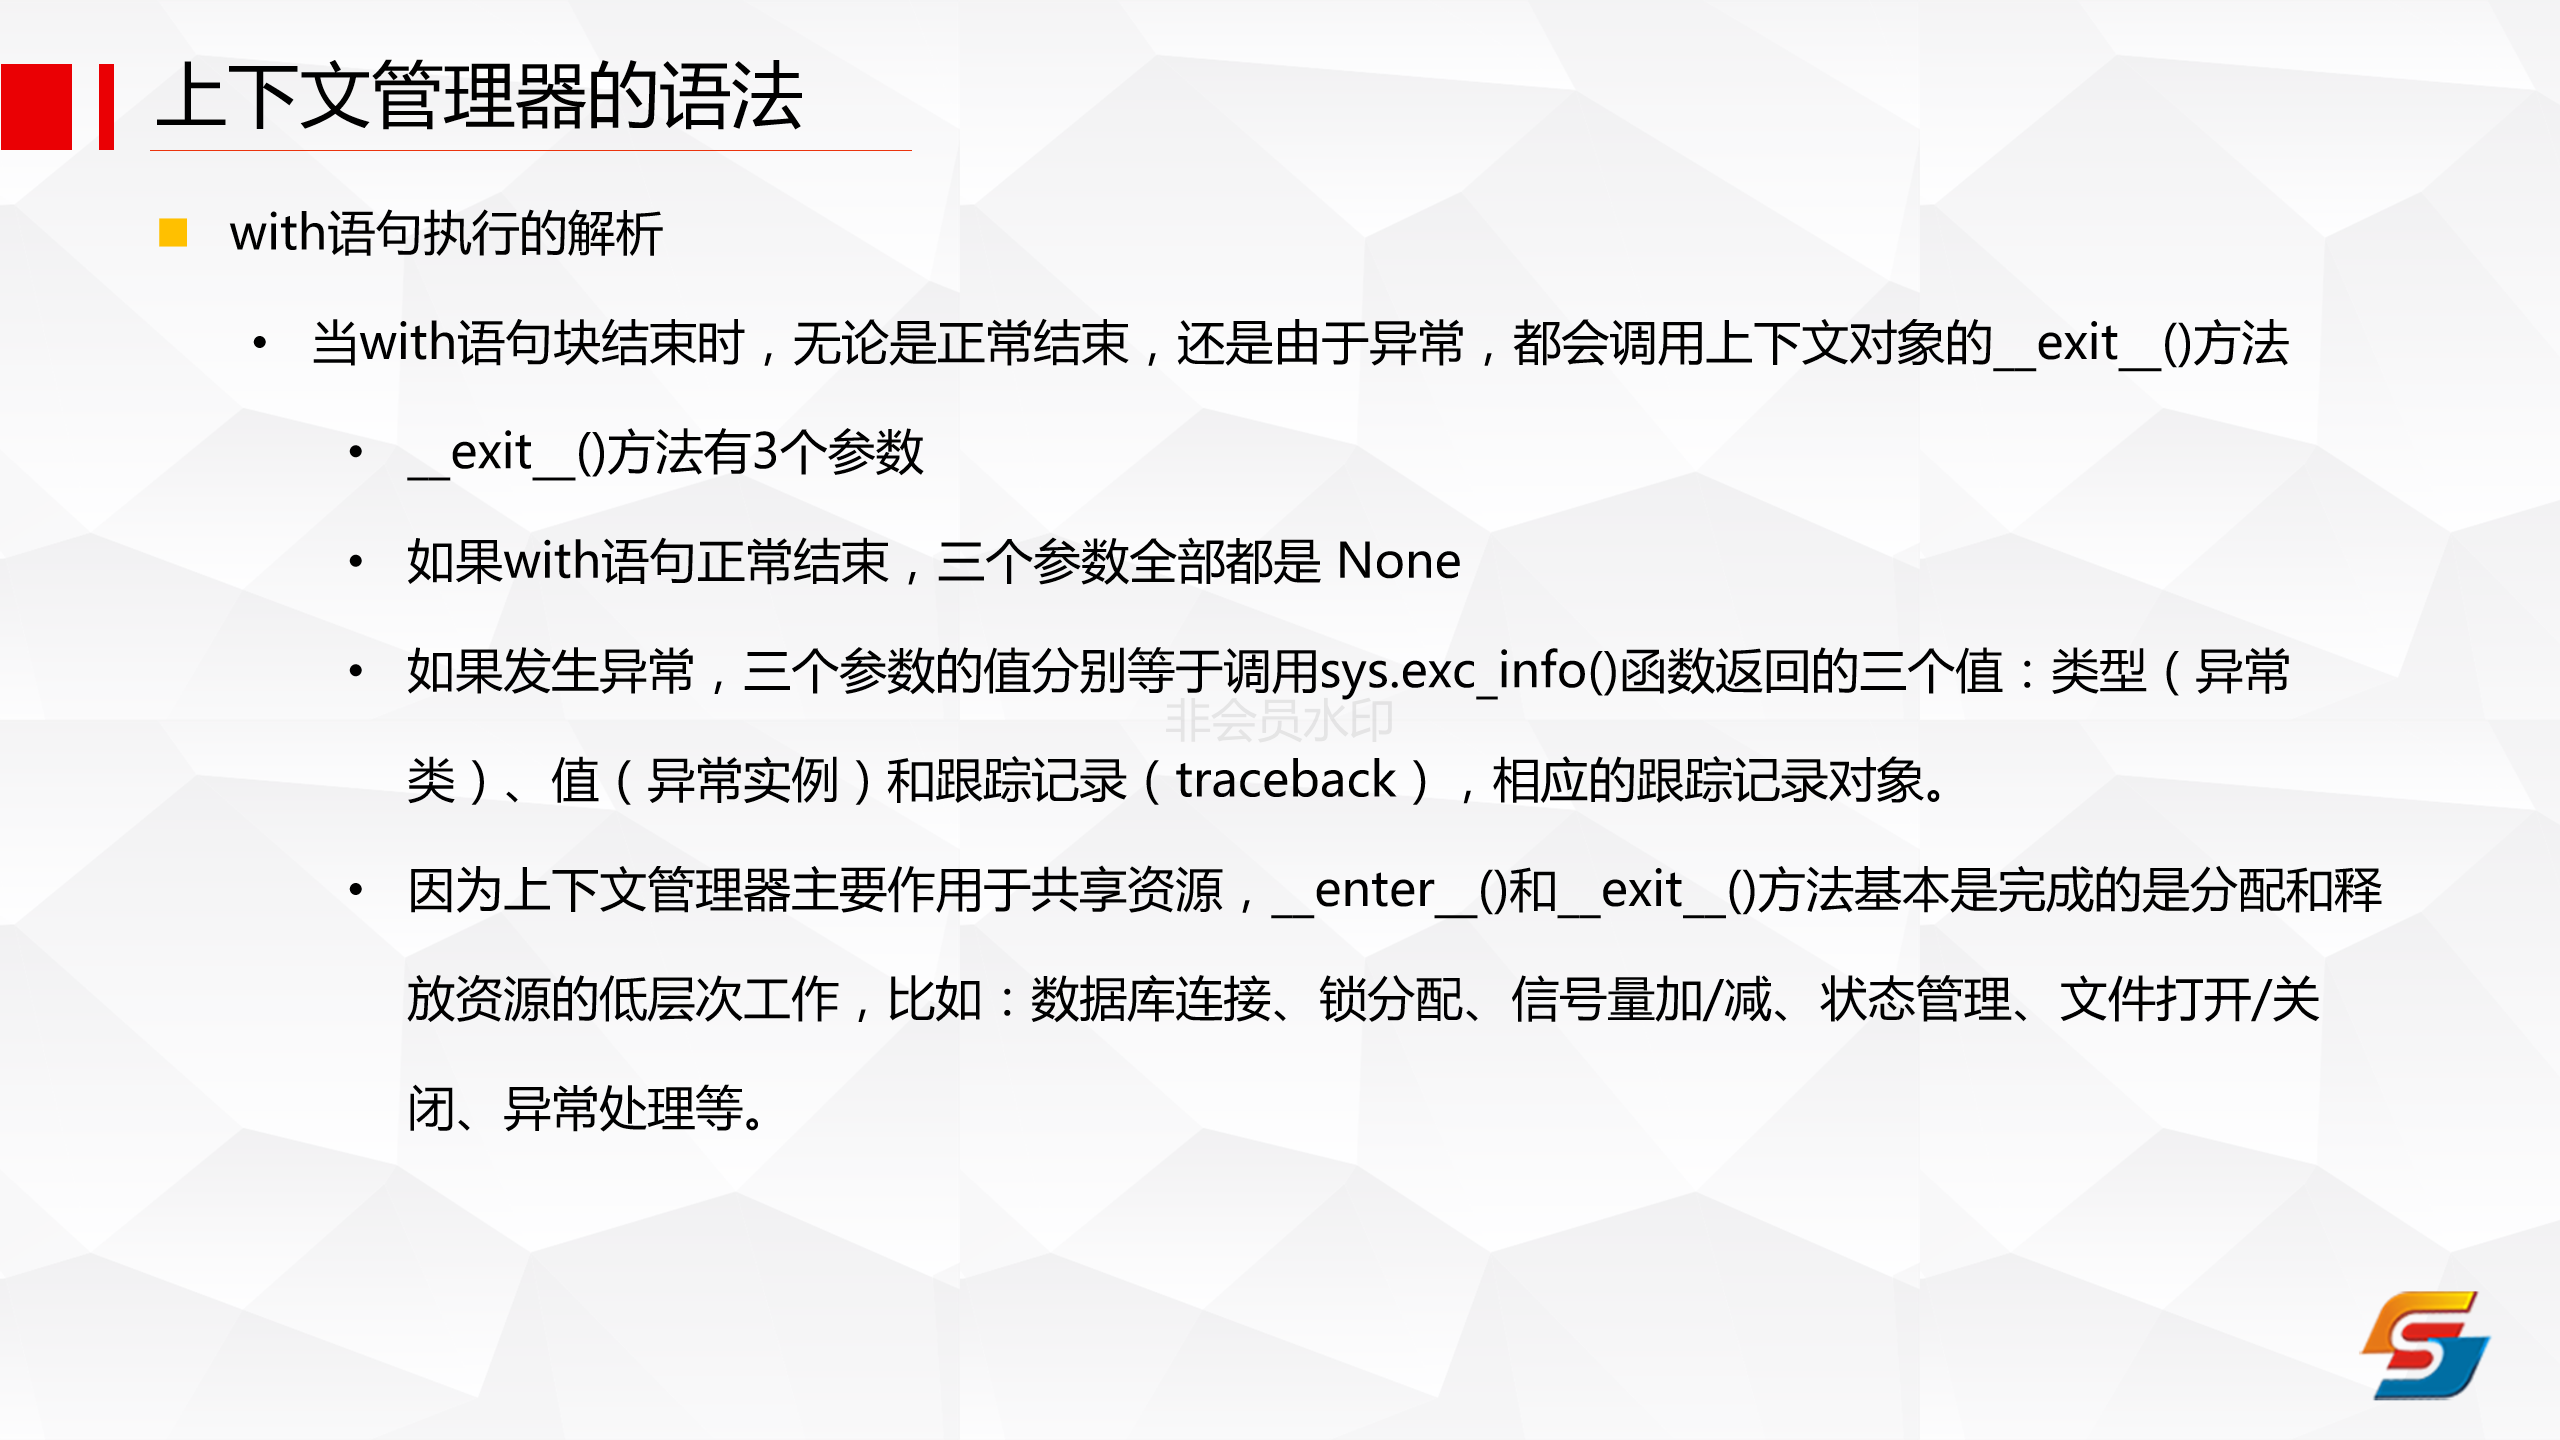 上下文管理器的语法
with语句执行的解析
• 当with语句块结束时，无论是正常结束，还是由于异常，都会调用上下文对象的__exit__()方法
• __exit__()方法有3个参数
• 如果with语句正常结束，三个参数全部都是 None
• 如果发生异常，三个参数的值分别等于调用sys.exc_info()函数返回的三个值：类型（异常
类）、值（异常实例）和跟踪记录（traceback），相应的跟踪记录对象。
非会员水印
• 因为上下文管理器主要作用于共享资源，__enter__()和__exit__()方法基本是完成的是分配和释
放资源的低层次工作，比如：数据库连接、锁分配、信号量加/减、状态管理、文件打开/关
闭、异常处理等。